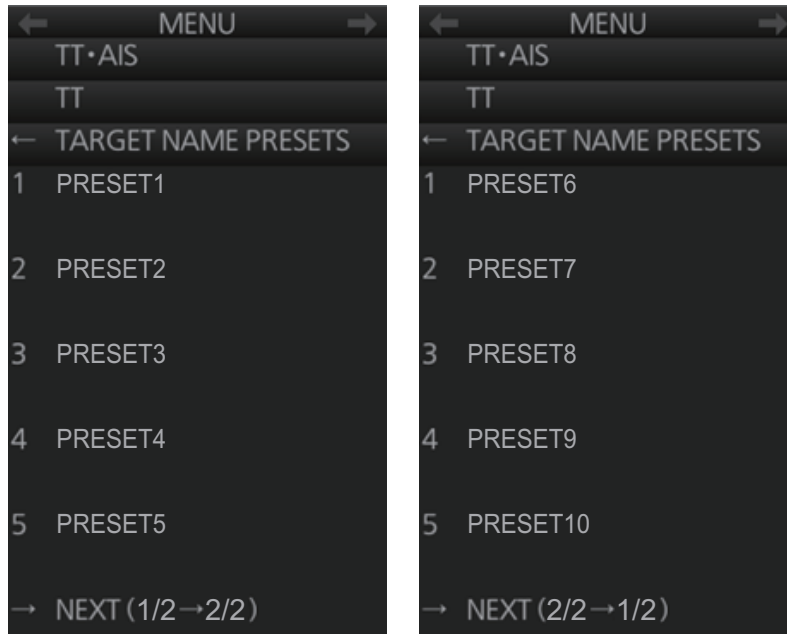 ← MENU →
TT・AIS
TT
← TARGET NAME PRESETS
1 PRESET1
2 PRESET2
3 PRESET3
4 PRESET4
5 PRESET5
→ NEXT (1/2→2/2)
← MENU →
TT・AIS
TT
← TARGET NAME PRESETS
1 PRESET6
2 PRESET7
3 PRESET8
4 PRESET9
5 PRESET10
→ NEXT (2/2→1/2)